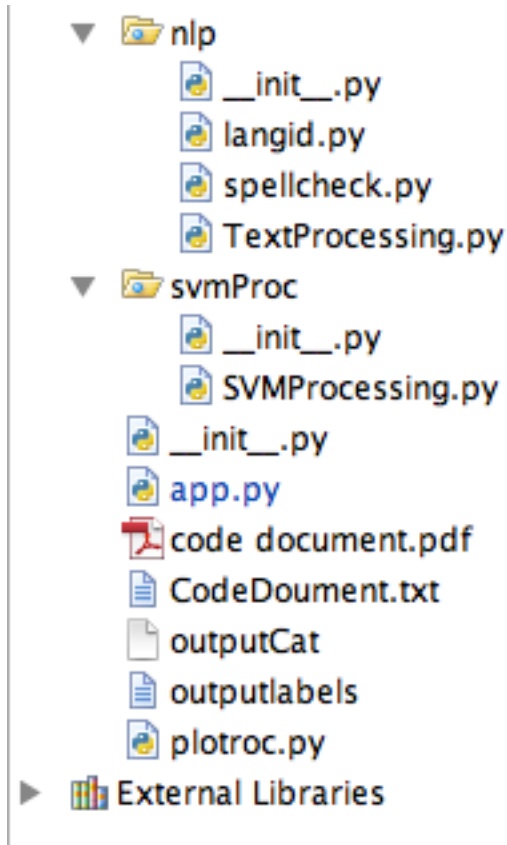 nlp
__init__.py
langid.py
spellcheck.py
TextProcessing.py
svmProc
__init__.py
SVMProcessing.py
__init__.py
app.py
code document.pdf
CodeDoument.txt
outputCat
outputlabels
plotroc.py
External Libraries